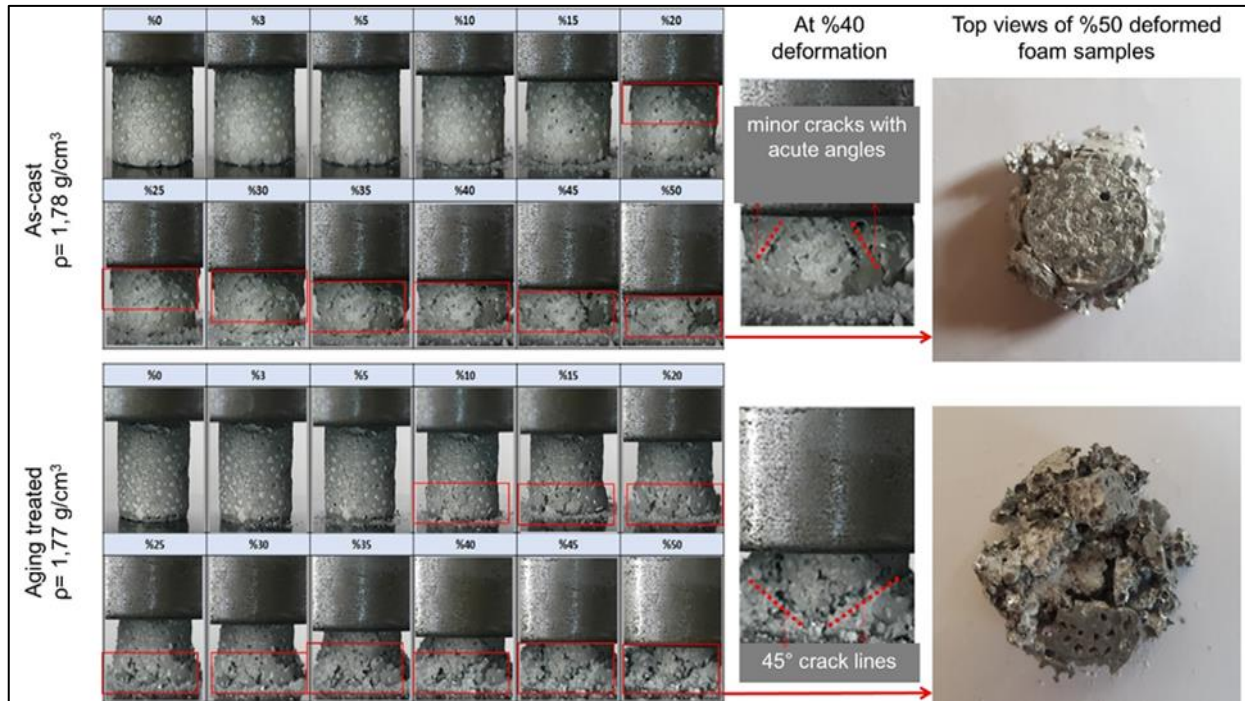 %0 %3 %5 %10 %15 %20
%25 %30 %35 %40 %45 %50
As-cast
ρ= 1,78 g/cm³
At %40
deformation
minor cracks with
acute angles
Top views of %50 deformed
foam samples
%0 %3 %5 %10 %15 %20
%25 %30 %35 %40 %45 %50
Aging treated
ρ= 1,77 g/cm³
45° crack lines